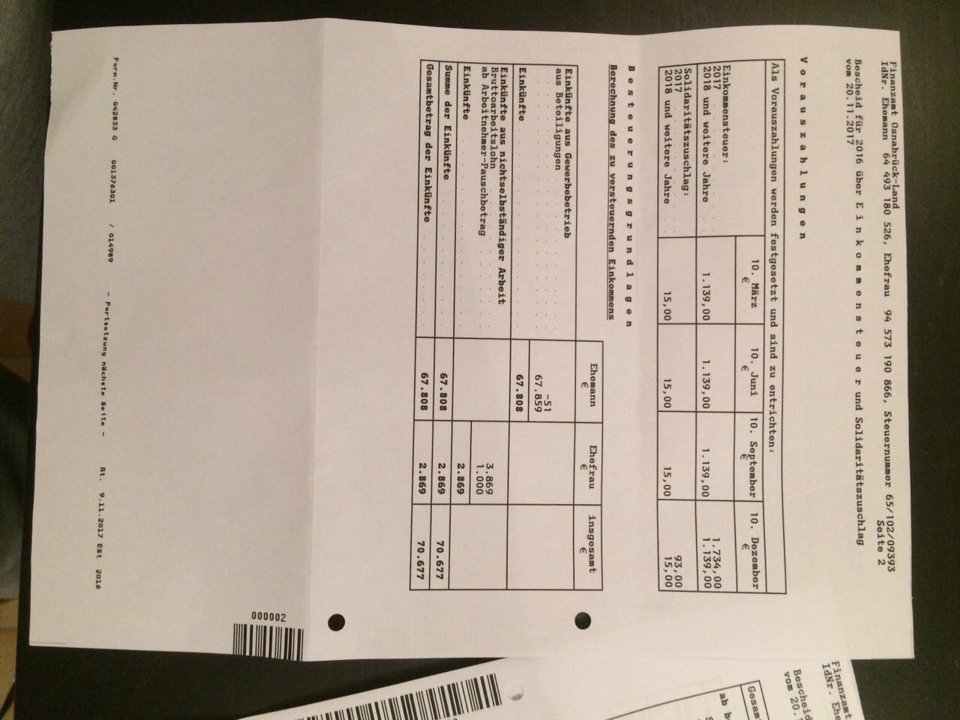 Finanzamt Osnabrück-Land
IdNr. Ehemann 64 493 180 526, Ehefrau 94 573 190 866, Steuernummer 65/102/09393
Seite 2
Bescheid für 2016 über Einkommensteuer und Solidaritätszuschlag
vom 20.11.2017
Vorauszahlungen
Als Vorauszahlungen werden festgesetzt und sind zu entrichten:
10. März 10. Juni 10. September 10. Dezember
€ € € €
Einkommensteuer:
2017 1.734,00
2018 und weitere Jahre 1.139,00 1.139,00 1.139,00 1.139,00
Solidaritätszuschlag:
2017 93,00
2018 und weitere Jahre 15,00 15,00 15,00 15,00
Besteuerungsgrundlagen
Berechnung des zu versteuernden Einkommens
Ehemann Ehefrau insgesamt
€ € €
Einkünfte aus Gewerbebetrieb
aus Beteiligungen
-51
67.859
Einkünfte 67.808
Einkünfte aus nichtselbständiger Arbeit
Bruttoarbeitslohn 3.869
ab Arbeitnehmer-Pauschbetrag 1.000
Einkünfte 2.869
Summe der Einkünfte 67.808 2.869 70.677
Gesamtbetrag der Einkünfte 67.808 2.869 70.677
000002
Form.Nr. 042833 G 001376301 / 014989 - Fortsetzung nächste Seite - Rt. 9.11.2017 ESt 2016
Finanzamt
IdNr. Ehe
Bescheid
vom 20.
Gesam
ab b